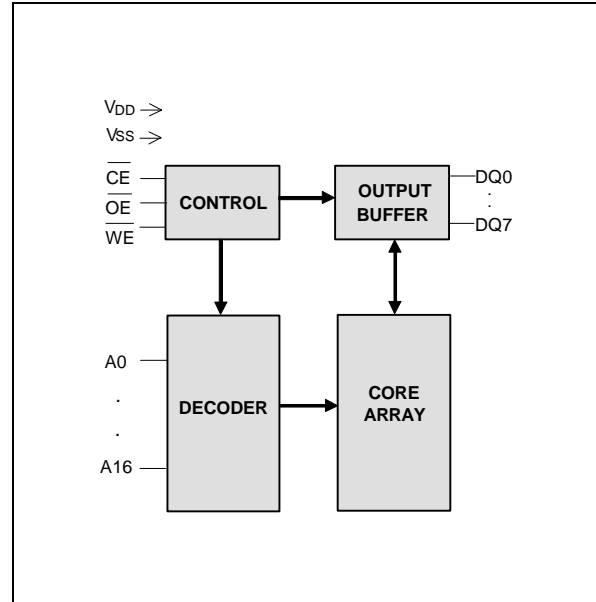 VDD
VSS
CE
OE
WE
CONTROL
OUTPUT
BUFFER
DQ0
.
.
DQ7
A0
.
.
A16
DECODER
CORE
ARRAY